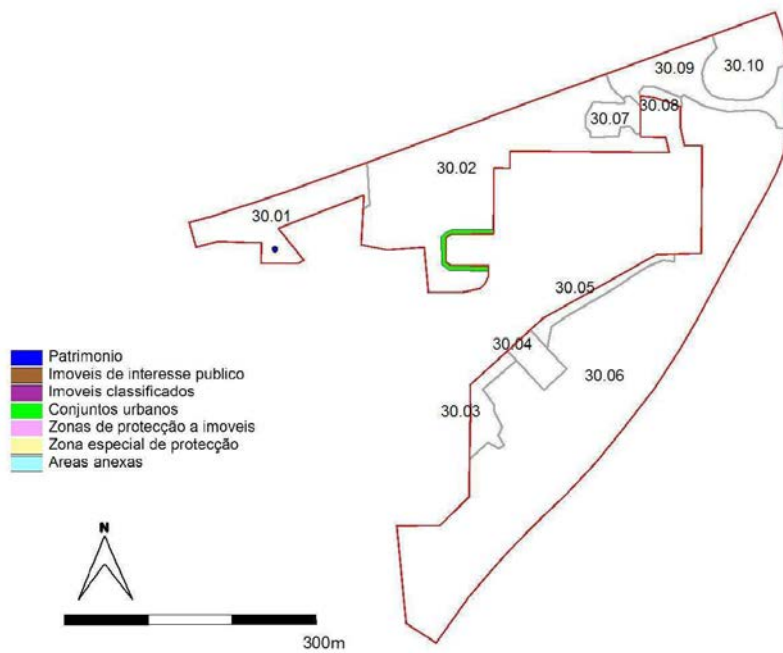 30.10
30.09
30.08
30.07
30.02
30.01
30.05
30.04
30.06
30.03
Patrimonio
Imoveis de interesse publico
Imoveis classificados
Conjuntos urbanos
Zonas de protecção a imoveis
Zona especial de protecção
Areas anexas
N
300m